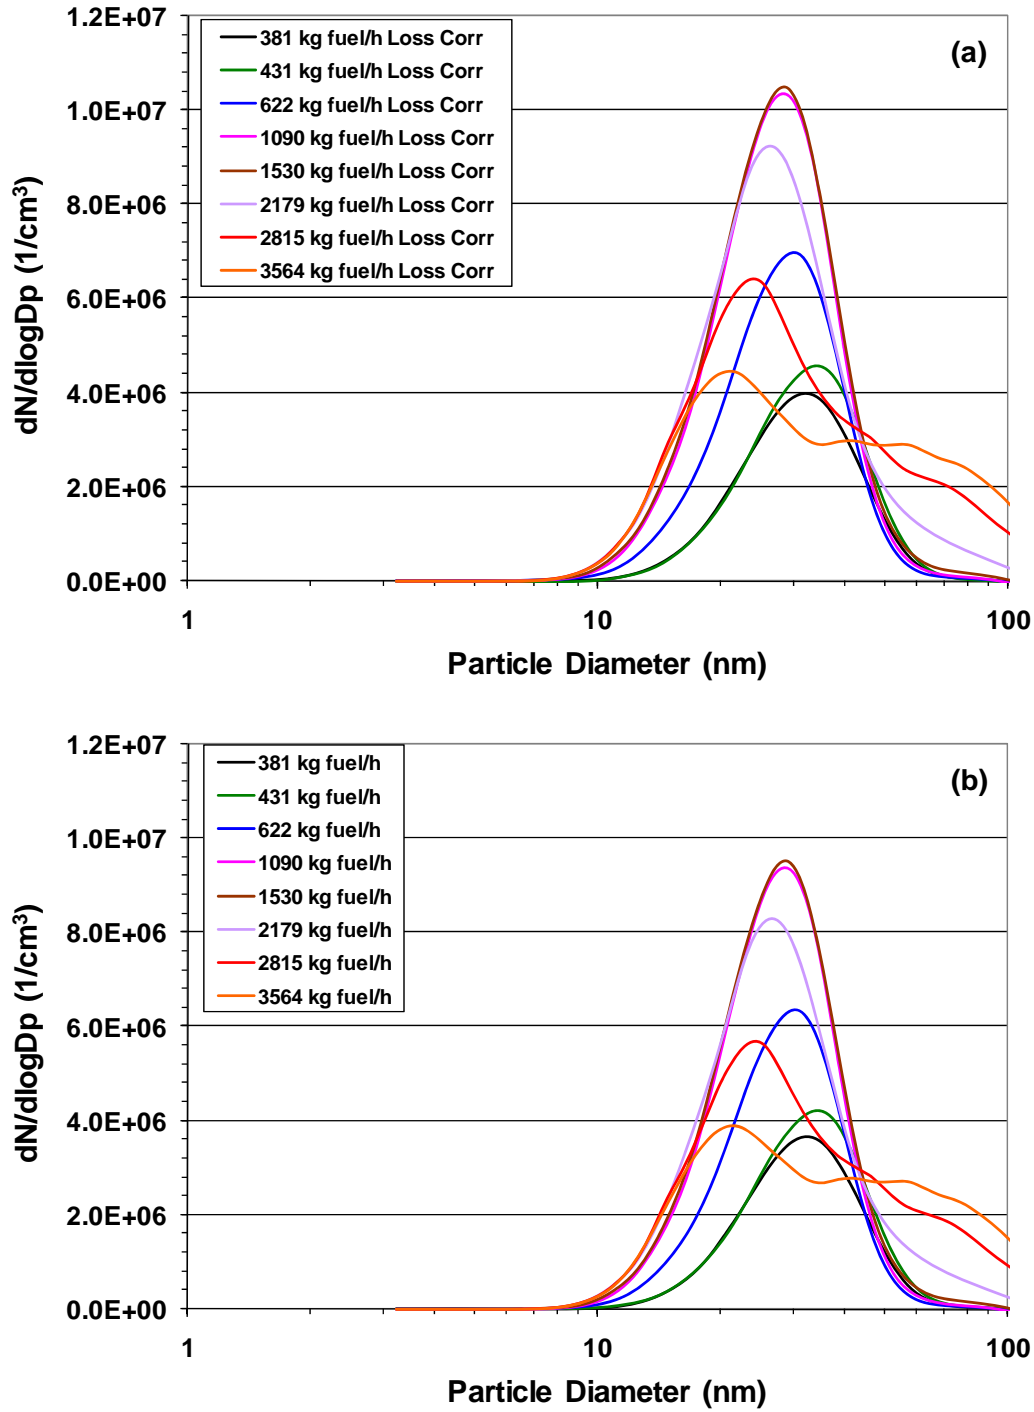 1.2E+07
1.0E+07
8.0E+06
6.0E+06
4.0E+06
2.0E+06
0.0E+00
dN/dlogDp (1/cm³)
381 kg fuel/h Loss Corr
431 kg fuel/h Loss Corr
622 kg fuel/h Loss Corr
1090 kg fuel/h Loss Corr
1530 kg fuel/h Loss Corr
2179 kg fuel/h Loss Corr
2815 kg fuel/h Loss Corr
3564 kg fuel/h Loss Corr
(a)
1 10 100
Particle Diameter (nm)
1.2E+07
1.0E+07
8.0E+06
6.0E+06
4.0E+06
2.0E+06
0.0E+00
dN/dlogDp (1/cm³)
381 kg fuel/h
431 kg fuel/h
622 kg fuel/h
1090 kg fuel/h
1530 kg fuel/h
2179 kg fuel/h
2815 kg fuel/h
3564 kg fuel/h
(b)
1 10 100
Particle Diameter (nm)